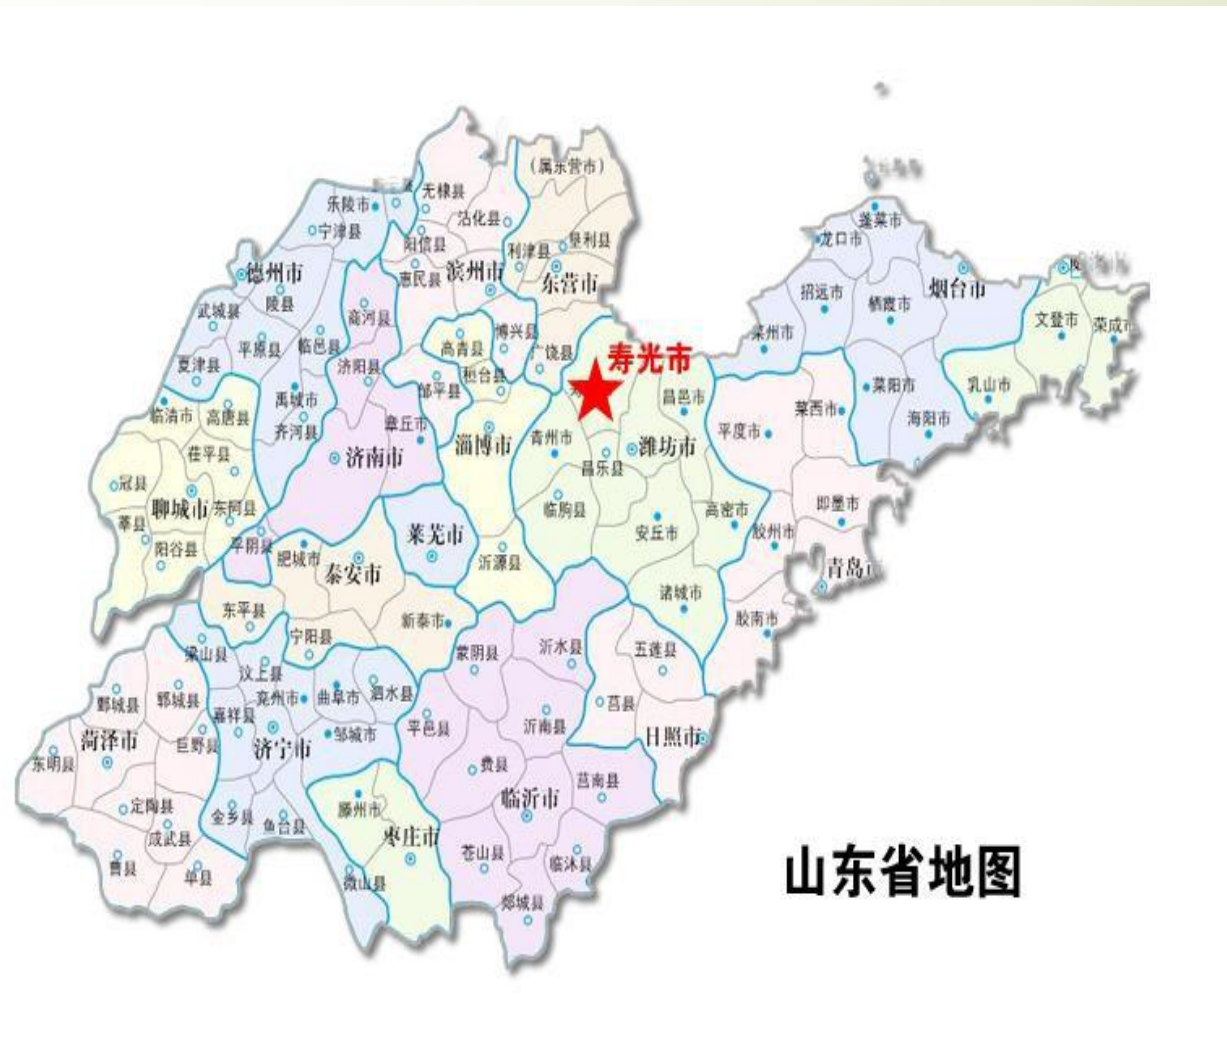 (属东营市)
无棣县
乐陵市
沾化县
蓬莱市
宁津县
阳信县
利津县
垦利县
龙口市
德州市
惠民县
滨州市
东营市
烟台市
陵县
招远市
栖霞市
武城县
商河县
文登市
荣成市
博兴县
莱州市
平原县
临邑县
高青县
广饶县
寿光市
夏津县
济阳县
桓台县
邹平县
昌邑市
莱阳市
乳山市
禹城市
莱西市
临清市
高唐县
章丘市
海阳市
齐河县
青州市
平度市
淄博市
潍坊市
茌平县
济南市
昌乐县
冠县
聊城市
东阿县
临朐县
高密市
即墨市
莘县
莱芜市
安丘市
胶州市
阳谷县
平阴县
肥城市
泰安市
沂源县
青岛市
诸城市
东平县
新泰市
胶南市
宁阳县
梁山县
蒙阴县
沂水县
五莲县
汶上县
鄄城县
郓城县
兖州市
曲阜市
泗水县
莒县
嘉祥县
平邑县
沂南县
菏泽市
巨野县
济宁市
邹城市
日照市
东明县
费县
莒南县
定陶县
滕州市
临沂市
金乡县
鱼台县
成武县
枣庄市
苍山县
临沭县
曹县
单县
微山县
郯城县
山东省地图